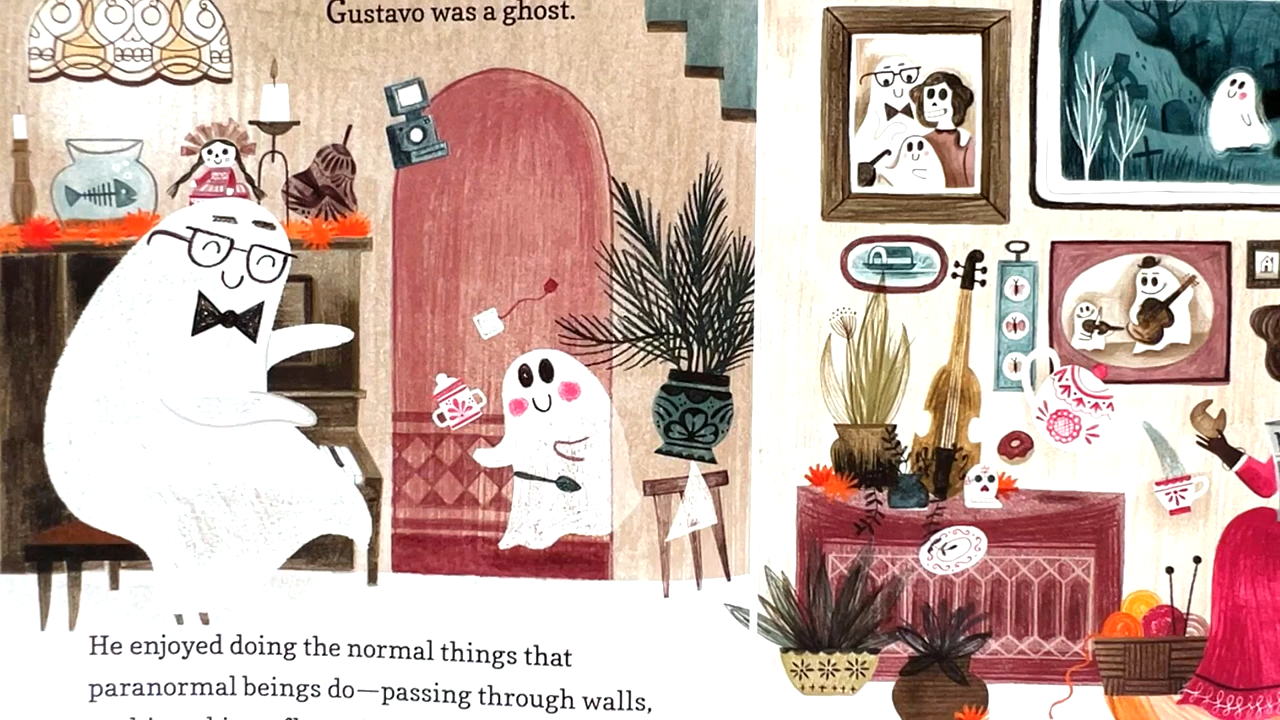 Gustavo was a ghost.
He enjoyed doing the normal things that
paranormal beings do—passing through walls,